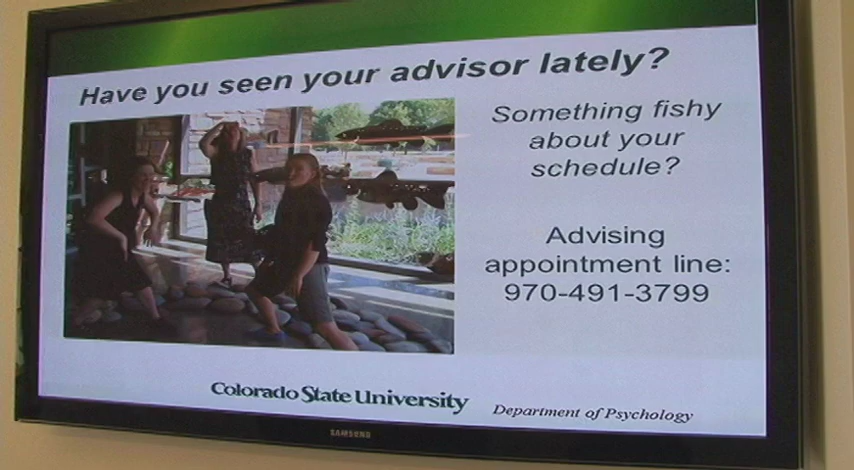 Have you seen your advisor lately?
Something fishy
about your
schedule?
Advising
appointment line:
970-491-3799
Colorado State University
Department of Psychology
SAMSUNG